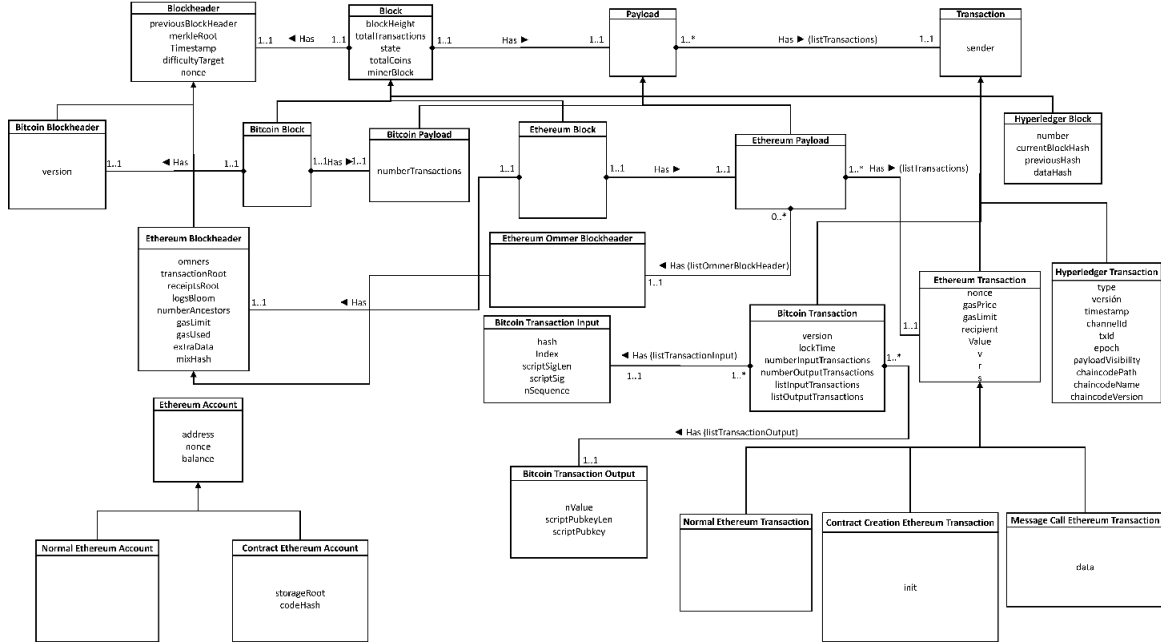 Blockheader
previousBlockHeader
merkleRoot
Timestamp
difficultyTarget
nonce
1..1
◄ Has
1..1
Block
blockHeight
totalTransactions
state
totalCoins
minerBlock
1..1
Has ►
1..1
Payload
1..*
Has ► (listTransactions)
1..1
Transaction
sender
Bitcoin Blockheader
version
1..1
◄ Has
1..1
Bitcoin Block
1..1
Has ►
1..1
Bitcoin Payload
numberTransactions
Ethereum Block
1..1
1..1
Has ►
1..1
Ethereum Payload
1..*
Has ► (listTransactions)
0..*
Hyperledger Block
number
currentBlockHash
previousHash
dataHash
Ethereum Blockheader
omners
transactionRoot
receiptsRoot
logsBloom
numberAncestors
gasLimit
gasUsed
extraData
mixHash
1..1
◄ Has
Ethereum Ommer Blockheader
◄ Has (listOmmerBlockHeader)
1..1
Bitcoin Transaction Input
hash
Index
scriptSigLen
scriptSig
nSequence
◄ Has (listTransactionInput)
1..1
1..*
Bitcoin Transaction
version
lockTime
numberInputTransactions
numberOutputTransactions
listInputTransactions
listOutputTransactions
1..*
1..1
Ethereum Transaction
nonce
gasPrice
gasLimit
recipient
Value
v
r
s
Hyperledger Transaction
type
versión
timestamp
channelId
txId
epoch
payloadVisibility
chaincodePath
chaincodeName
chaincodeVersion
Ethereum Account
address
nonce
balance
◄ Has (listTransactionOutput)
1..1
Bitcoin Transaction Output
nValue
scriptPubkeyLen
scriptPubkey
Normal Ethereum Account
Contract Ethereum Account
storageRoot
codeHash
Normal Ethereum Transaction
Contract Creation Ethereum Transaction
init
Message Call Ethereum Transaction
data